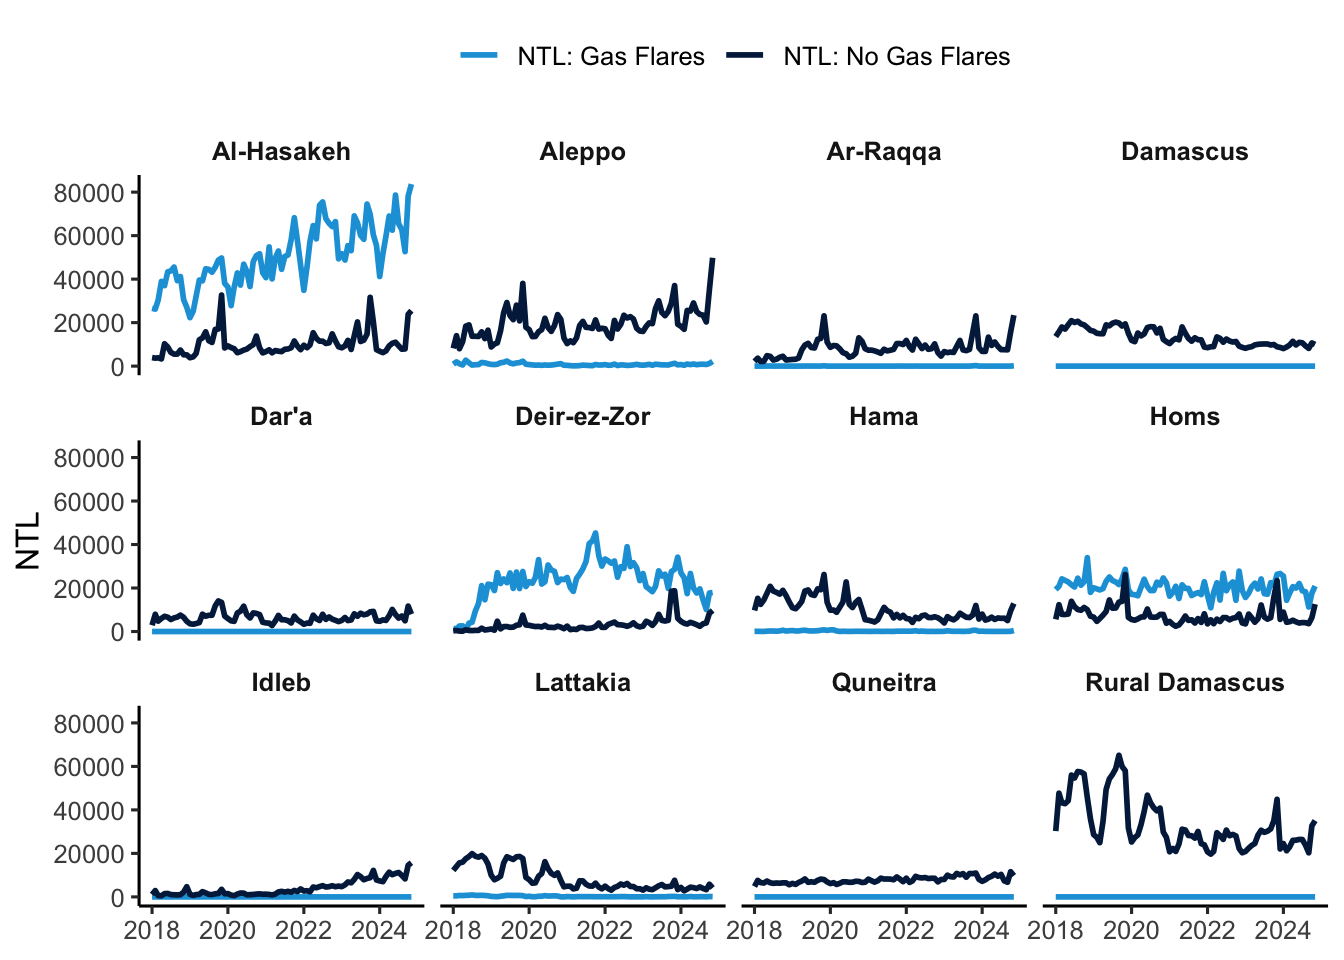 NTL: Gas Flares NTL: No Gas Flares
Al-Hasakeh Aleppo Ar-Raqqa Damascus
80000
60000
40000
20000
0
Dar'a Deir-ez-Zor Hama Homs
80000
60000
40000
20000
0
NTL
Idleb Lattakia Quneitra Rural Damascus
80000
60000
40000
20000
0
2018 2020 2022 2024 2018 2020 2022 2024 2018 2020 2022 2024 2018 2020 2022 2024